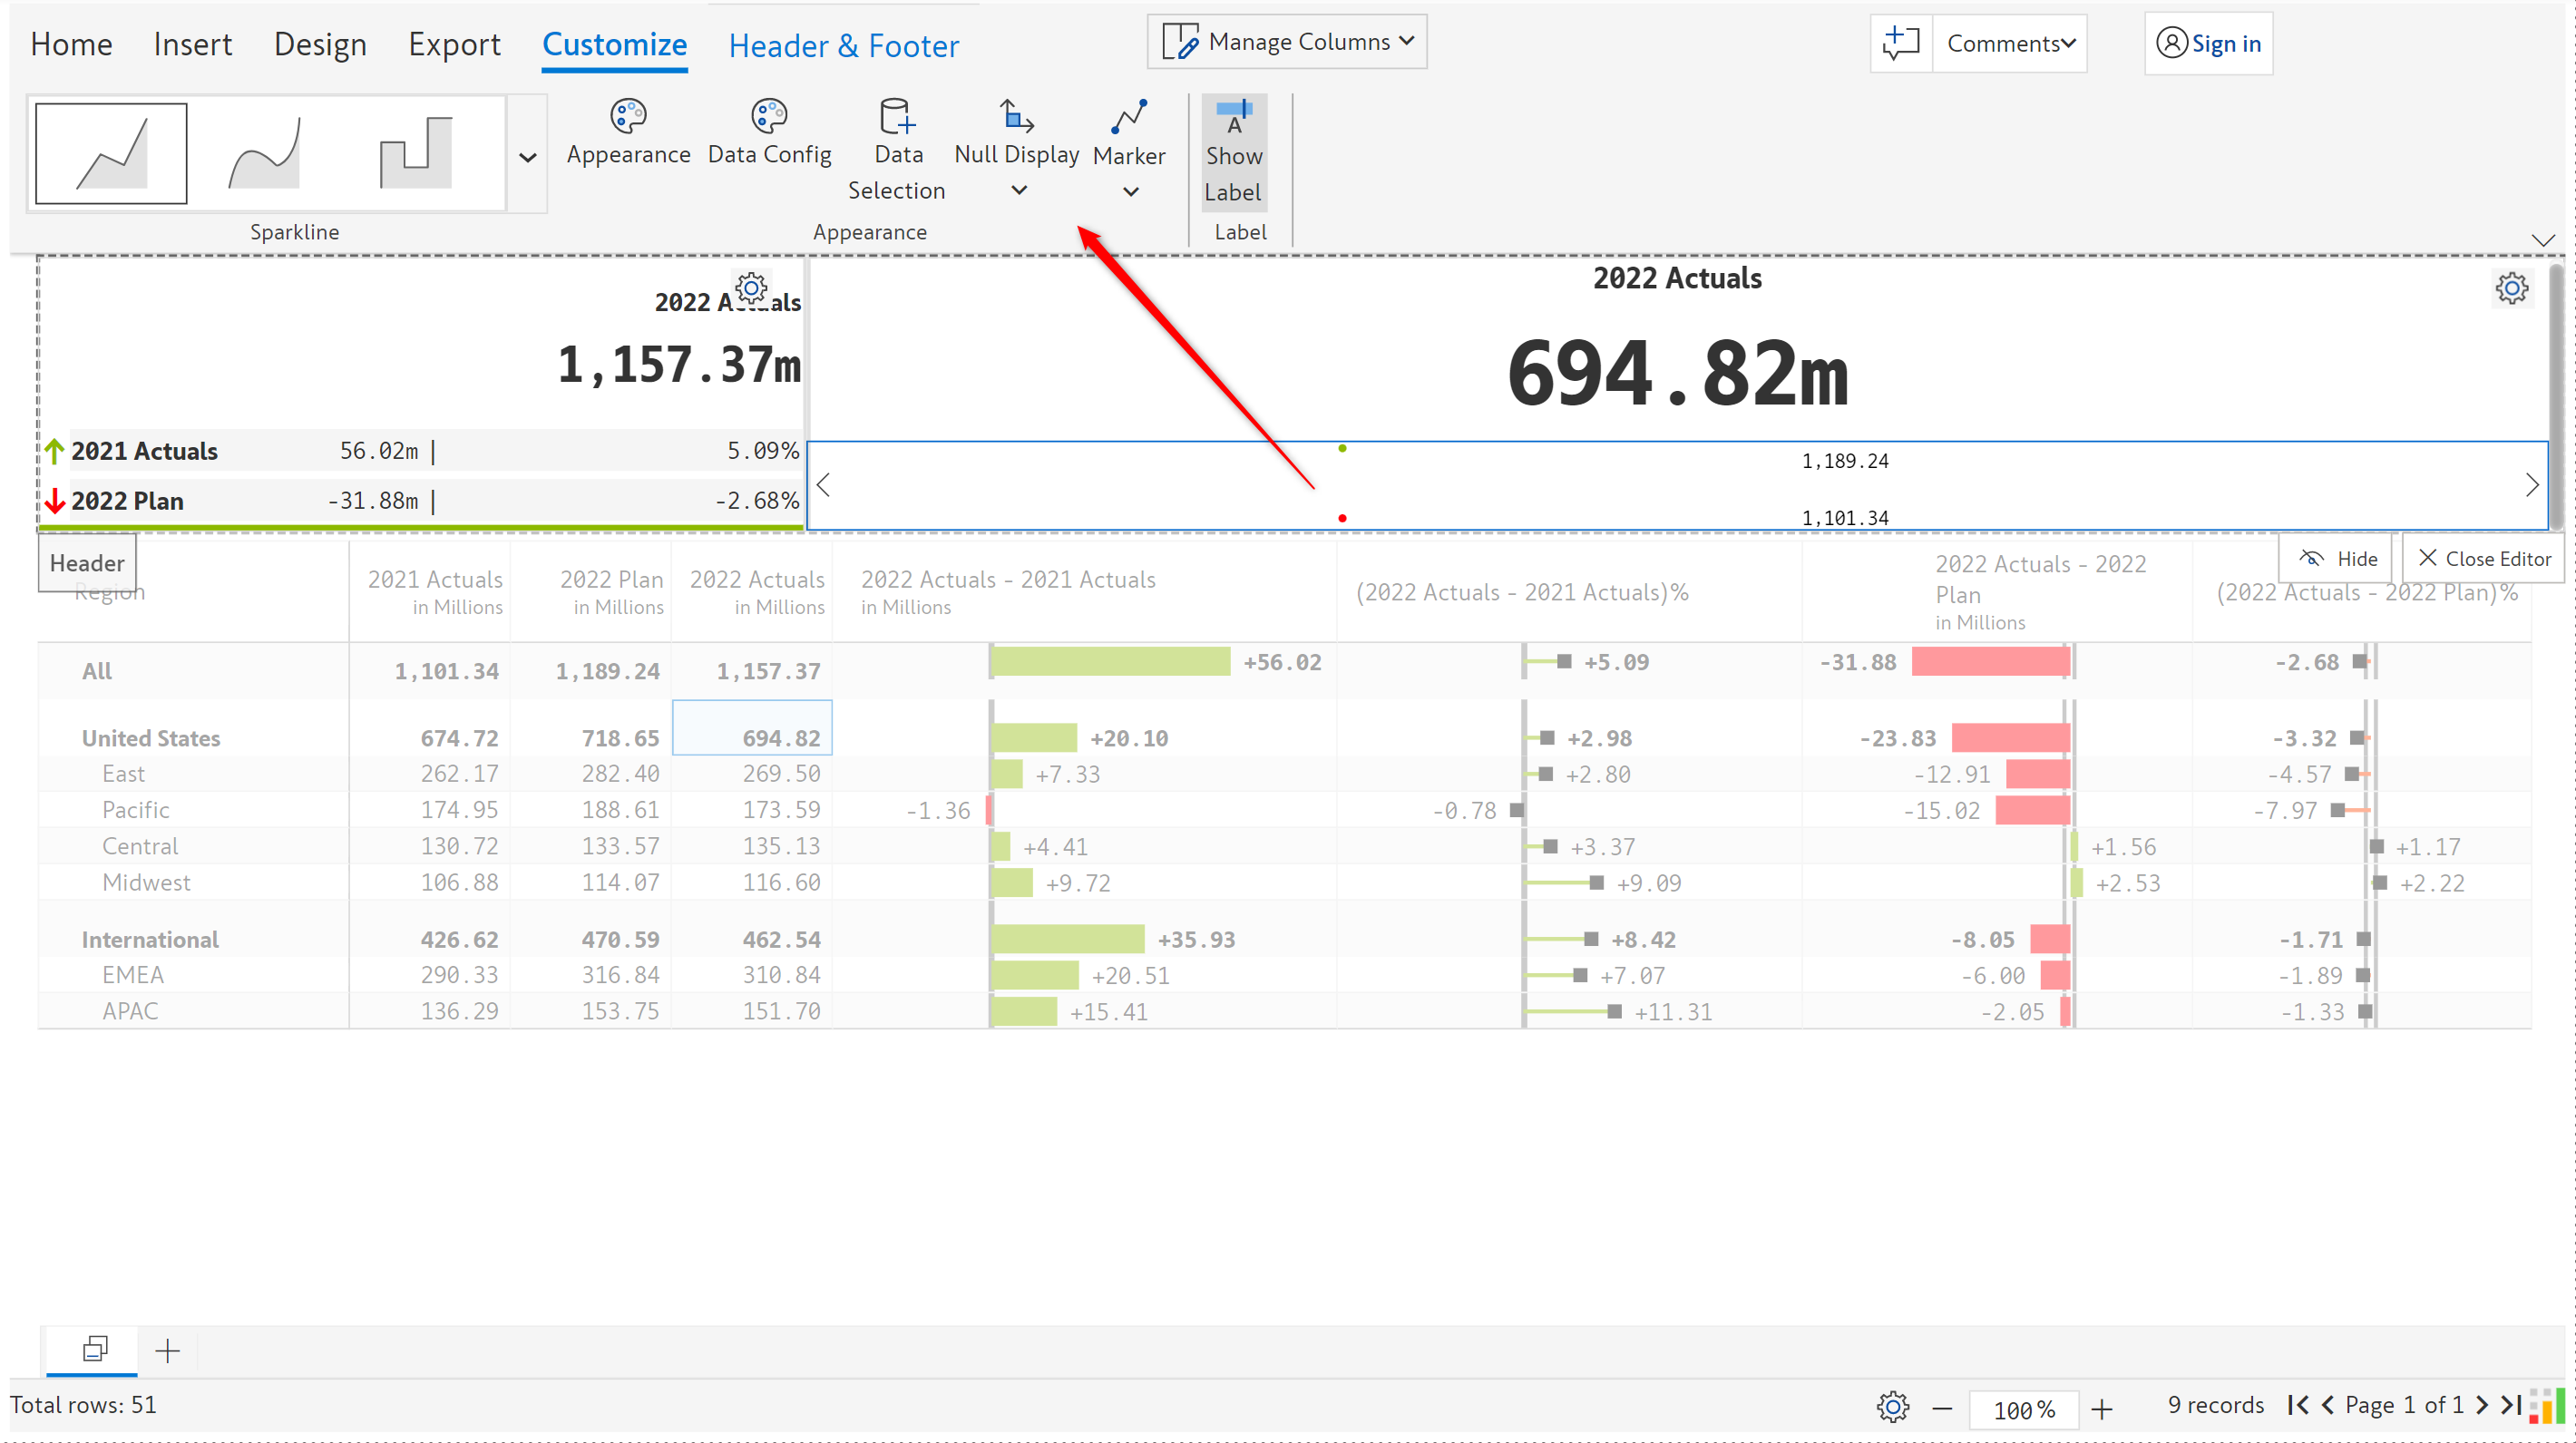 Home Insert Design Export Customize Header & Footer Manage Columns Comments Sign in
Appearance Data Config Data Selection Null Display Marker A Show Label
Sparkline Appearance Label
2022 Actuals
1,157.37m
2021 Actuals 56.02m | 5.09%
2022 Plan -31.88m | -2.68%
2022 Actuals
694.82m
1,189.24
1,101.34
Header
Hide Close Editor
Region 2021 Actuals in Millions 2022 Plan in Millions 2022 Actuals in Millions 2022 Actuals - 2021 Actuals in Millions (2022 Actuals - 2021 Actuals)% 2022 Actuals - 2022 Plan in Millions (2022 Actuals - 2022 Plan)%
All 1,101.34 1,189.24 1,157.37 +56.02 +5.09 -31.88 -2.68
United States 674.72 718.65 694.82 +20.10 +2.98 -23.83 -3.32
East 262.17 282.40 269.50 +7.33 +2.80 -12.91 -4.57
Pacific 174.95 188.61 173.59 -1.36 -0.78 -15.02 -7.97
Central 130.72 133.57 135.13 +4.41 +3.37 +1.56 +1.17
Midwest 106.88 114.07 116.60 +9.72 +9.09 +2.53 +2.22
International 426.62 470.59 462.54 +35.93 +8.42 -8.05 -1.71
EMEA 290.33 316.84 310.84 +20.51 +7.07 -6.00 -1.89
APAC 136.29 153.75 151.70 +15.41 +11.31 -2.05 -1.33
Total rows: 51 100% 9 records Page 1 of 1